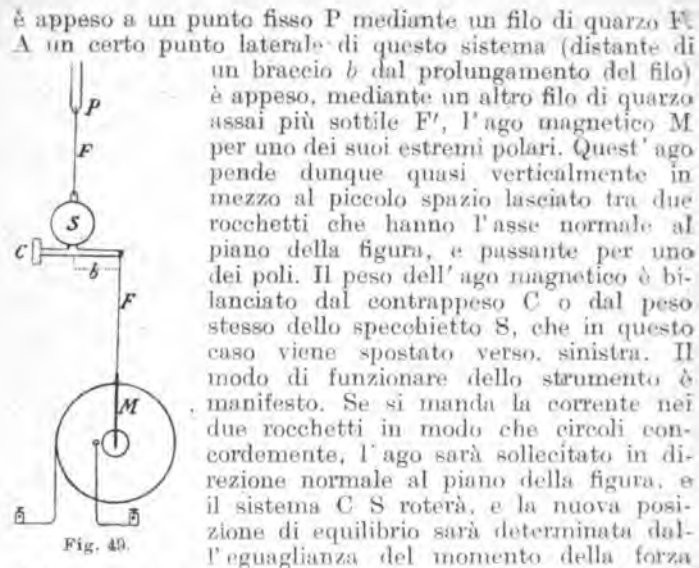 è appeso a un punto fisso P mediante un filo di quarzo F.
A un certo punto laterale di questo sistema (distante di
un braccio b dal prolungamento del filo)
è appeso, mediante un altro filo di quarzo
assai più sottile F', l'ago magnetico M
per uno dei suoi estremi polari. Quest' ago
pende dunque quasi verticalmente in
mezzo al piccolo spazio lasciato tra due
rocchetti che hanno l'asse normale al
piano della figura, e passante per uno
dei poli. Il peso dell' ago magnetico è bi-
lanciato dal contrappeso C o dal peso
stesso dello specchietto S, che in questo
caso viene spostato verso. sinistra. Il
modo di funzionare dello strumento è
manifesto. Se si manda la corrente nei
due rocchetti in modo che circoli con-
cordemente, l'ago sarà sollecitato in di-
rezione normale al piano della figura. e
il sistema C S roterà, e la nuova posi-
zione di equilibrio sarà determinata dal-
l'eguaglianza del momento della forza
P
F
S
C
b
F
M
Fig. 49.